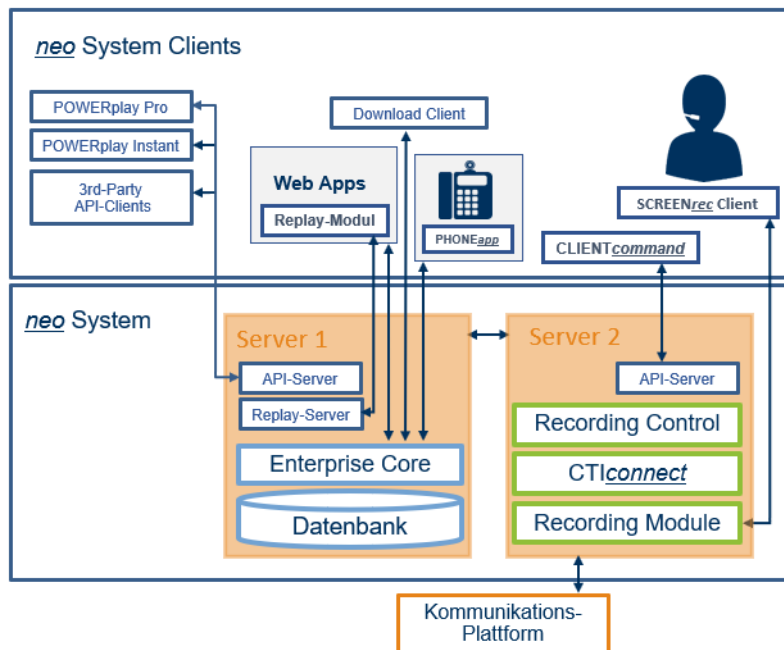 neo System Clients
POWERplay Pro
POWERplay Instant
3rd-Party
API-Clients
Download Client
Web Apps
Replay-Modul
PHONEapp
SCREENrec Client
CLIENTcommand
neo System
Server 1
API-Server
Replay-Server
Enterprise Core
Datenbank
Server 2
API-Server
Recording Control
CTIconnect
Recording Module
Kommunikations-
Plattform